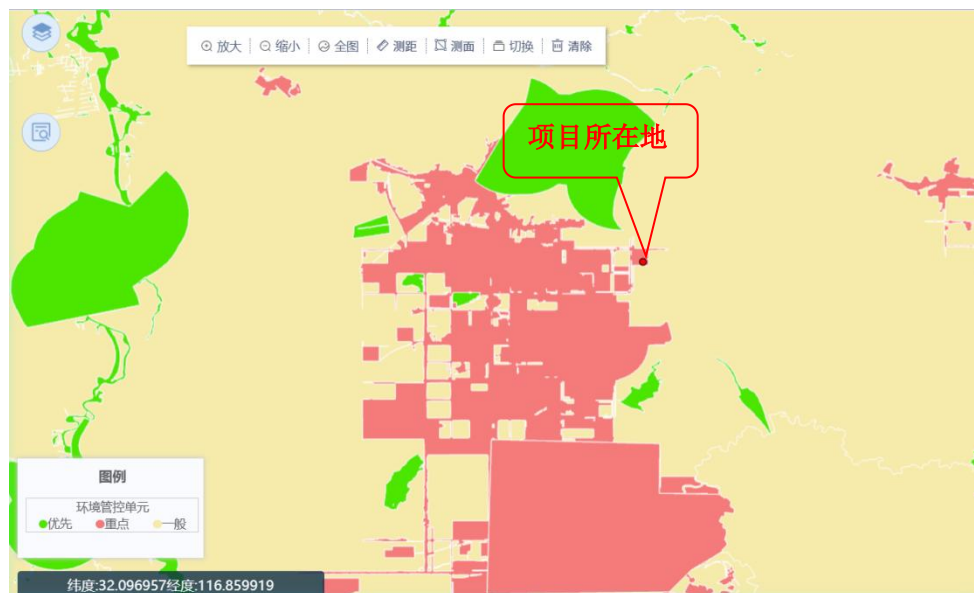 放大 缩小 全图 测距 测面 切换 清除
项目所在地
图例
环境管控单元
优先 重点 一般
纬度:32.096957经度:116.859919